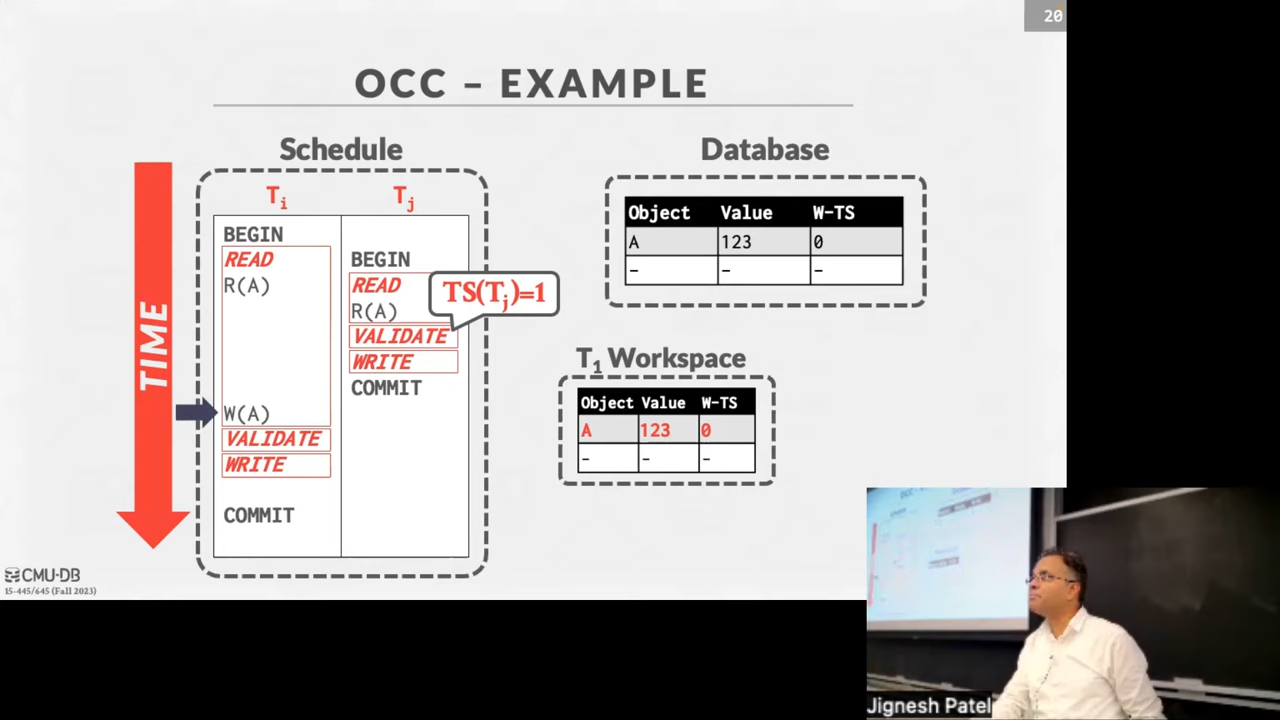 20
OCC – EXAMPLE
Schedule
Database
TIME
Ti
Tj
BEGIN
READ
R(A)
W(A)
VALIDATE
WRITE
COMMIT
BEGIN
READ
R(A)
VALIDATE
WRITE
COMMIT
TS(Tj)=1
Object Value W-TS
A 123 0
- - -
T1 Workspace
Object Value W-TS
A 123 0
- - -
CMU·DB
15-445/645 (Fall 2023)
Jignesh Patel